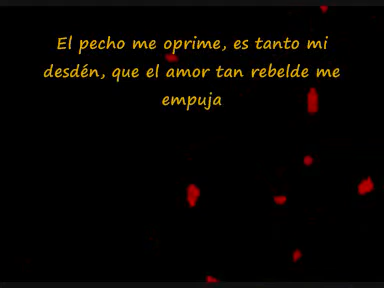 El pecho me oprime, es tanto mi
desdén, que el amor tan rebelde me
empuja